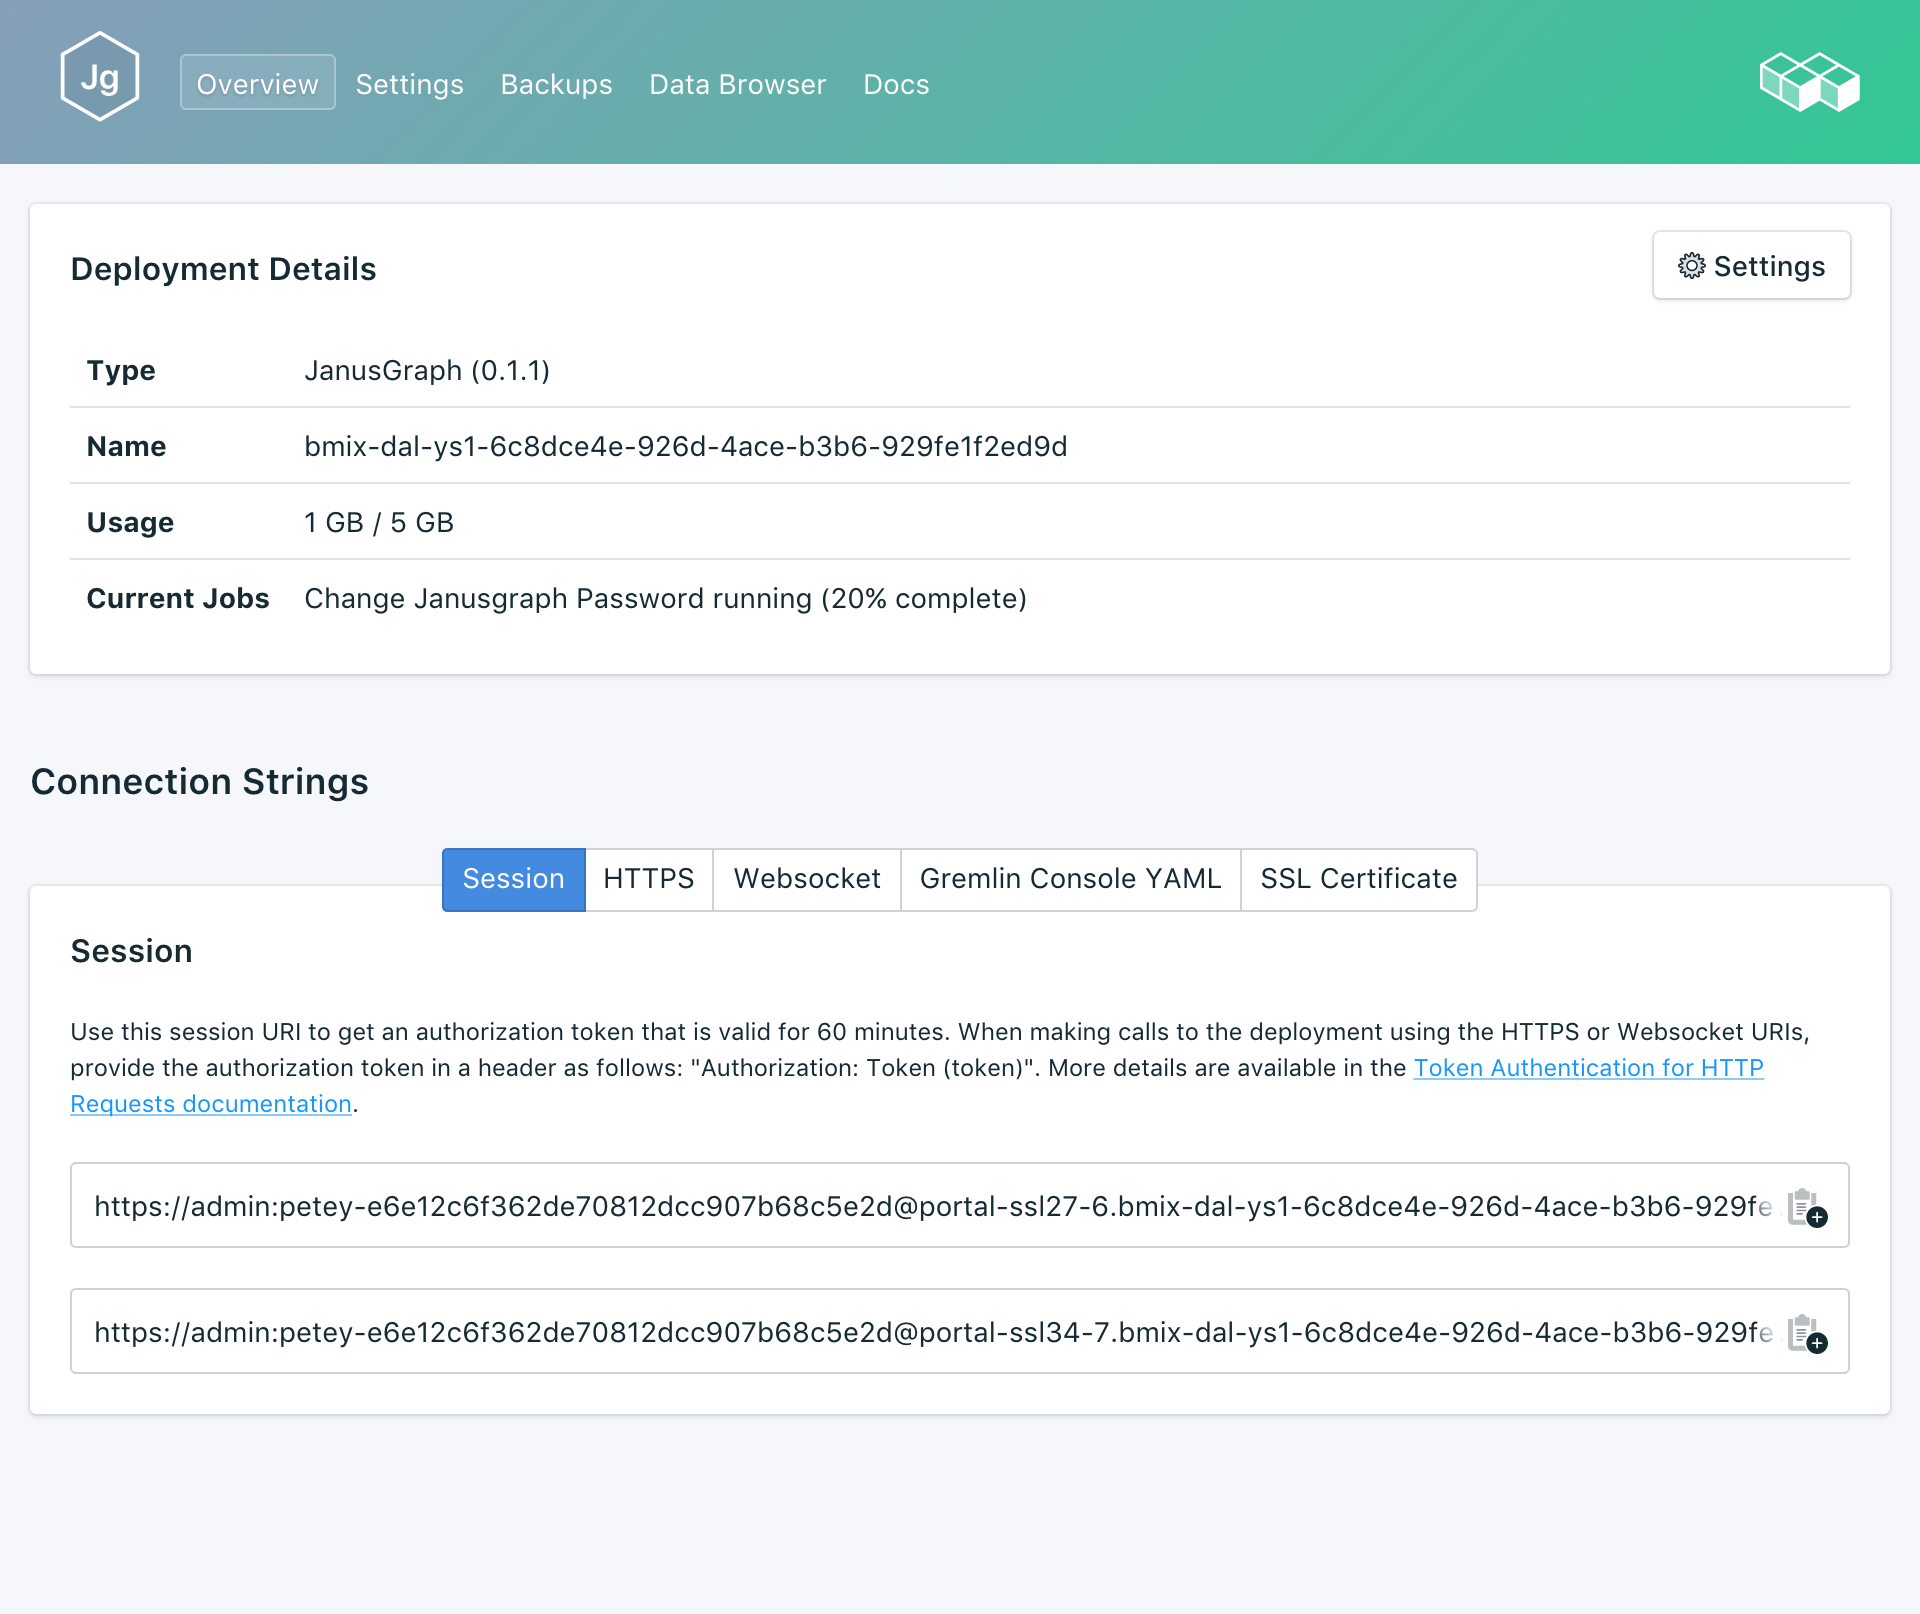 Jg
Overview Settings Backups Data Browser Docs
Deployment Details
Settings
Type JanusGraph (0.1.1)
Name bmix-dal-ys1-6c8dce4e-926d-4ace-b3b6-929fe1f2ed9d
Usage 1 GB / 5 GB
Current Jobs Change Janusgraph Password running (20% complete)
Connection Strings
Session HTTPS Websocket Gremlin Console YAML SSL Certificate
Session
Use this session URI to get an authorization token that is valid for 60 minutes. When making calls to the deployment using the HTTPS or Websocket URIs,
provide the authorization token in a header as follows: "Authorization: Token (token)". More details are available in the Token Authentication for HTTP
Requests documentation.
https://admin:petey-e6e12c6f362de70812dcc907b68c5e2d@portal-ssl27-6.bmix-dal-ys1-6c8dce4e-926d-4ace-b3b6-929fe
https://admin:petey-e6e12c6f362de70812dcc907b68c5e2d@portal-ssl34-7.bmix-dal-ys1-6c8dce4e-926d-4ace-b3b6-929fe